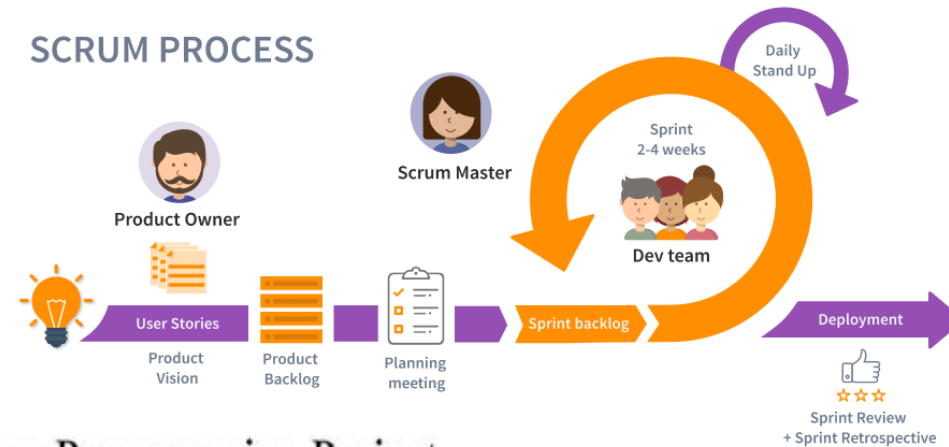 SCRUM PROCESS
Daily
Stand Up
Sprint
2-4 weeks
Scrum Master
Product Owner
Dev team
User Stories
Sprint backlog
Deployment
Product
Vision
Product
Backlog
Planning
meeting
Sprint Review
+ Sprint Retrospective